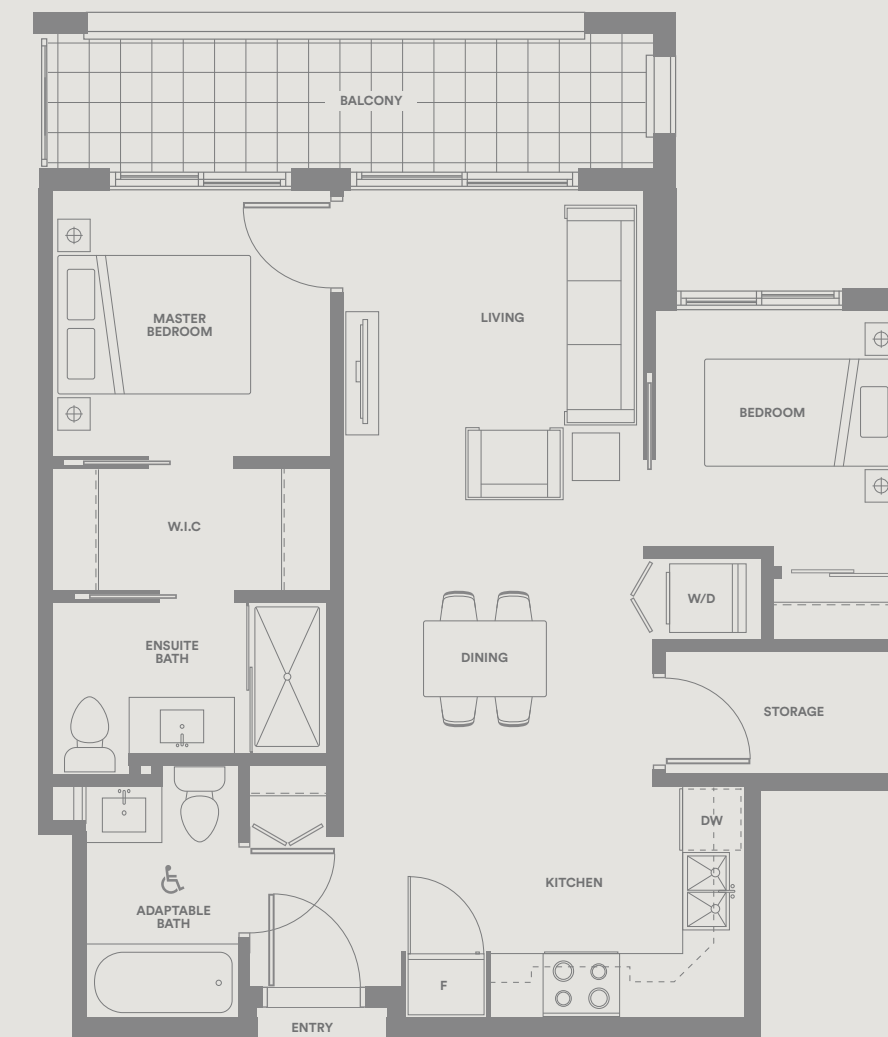 BALCONY
MASTER
BEDROOM
LIVING
BEDROOM
W.I.C
W/D
ENSUITE
BATH
DINING
STORAGE
DW
KITCHEN
ADAPTABLE
BATH
F
ENTRY